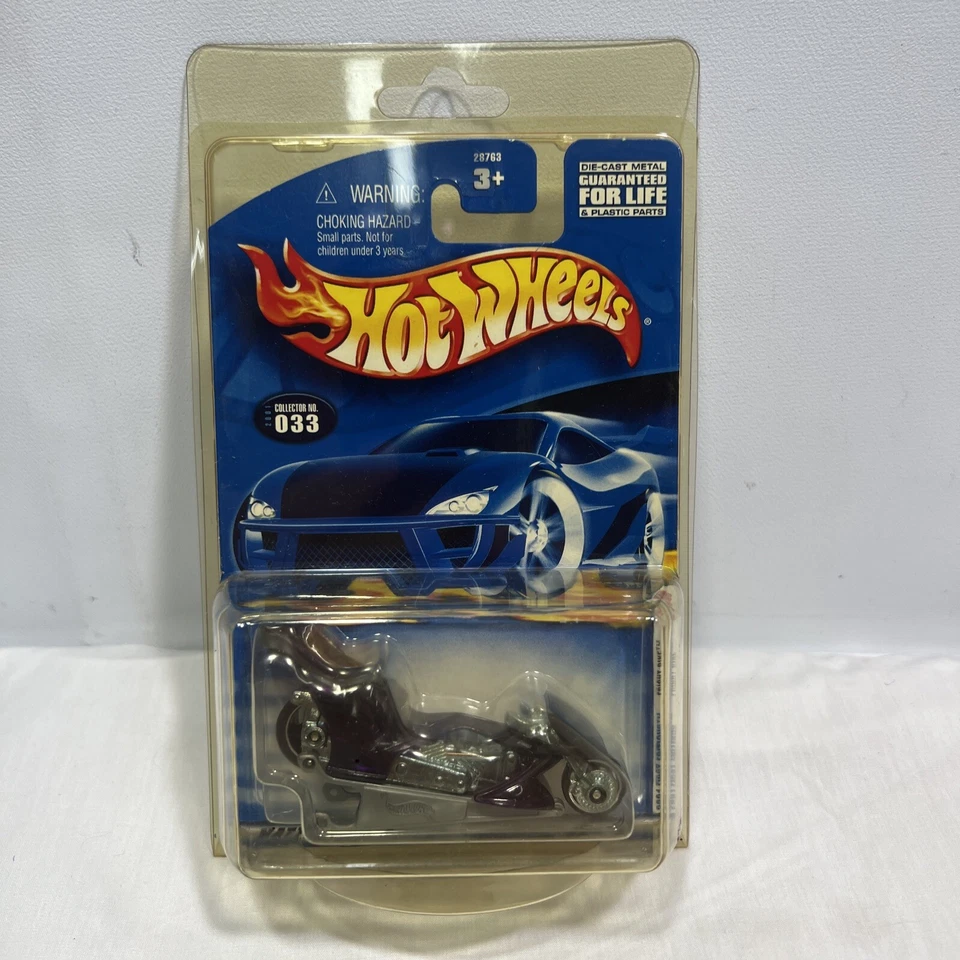 28763
3+
DIE-CAST METAL
GUARANTEED
FOR LIFE
& PLASTIC PARTS
⚠ WARNING:
CHOKING HAZARD -
Small parts. Not for
children under 3 years
HOT WHEELS ®
COLLECTOR NO.
033